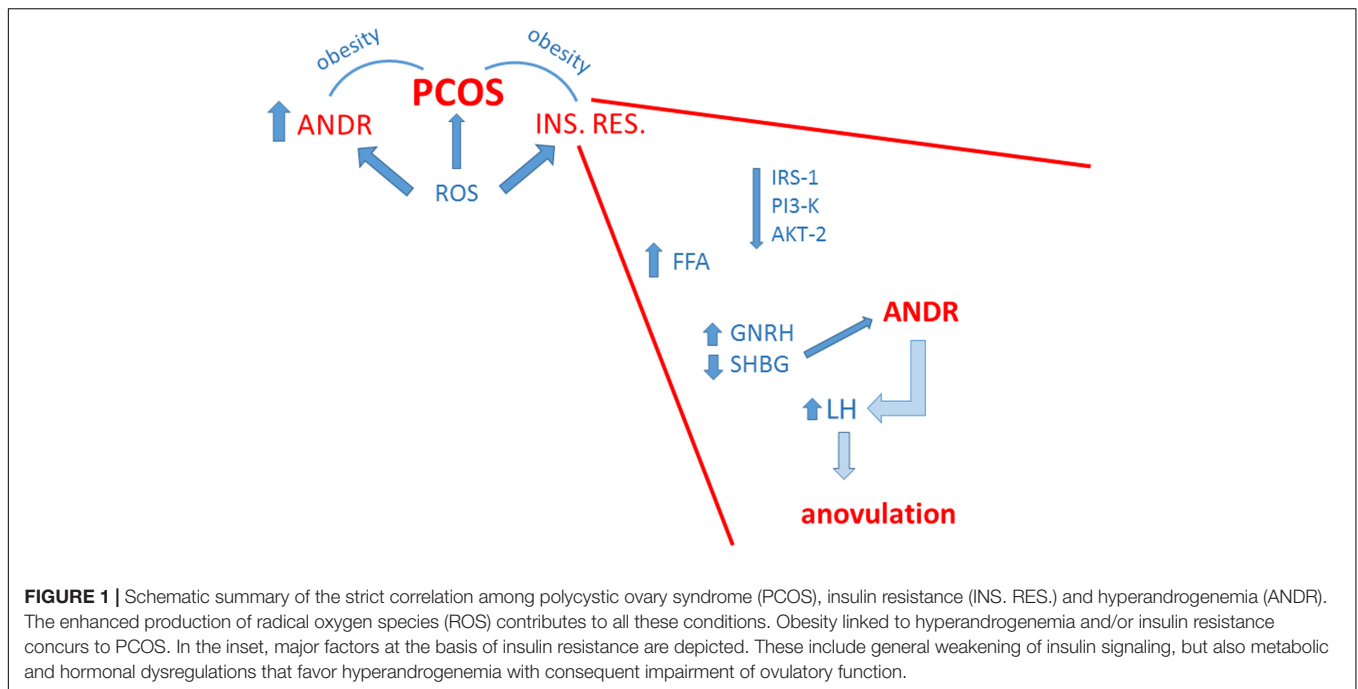 obesity
obesity
PCOS
ANDR
INS. RES.
ROS
IRS-1
PI3-K
AKT-2
FFA
ANDR
GNRH
SHBG
LH
anovulation
FIGURE 1 | Schematic summary of the strict correlation among polycystic ovary syndrome (PCOS), insulin resistance (INS. RES.) and hyperandrogenemia (ANDR).
The enhanced production of radical oxygen species (ROS) contributes to all these conditions. Obesity linked to hyperandrogenemia and/or insulin resistance
concurs to PCOS. In the inset, major factors at the basis of insulin resistance are depicted. These include general weakening of insulin signaling, but also metabolic
and hormonal dysregulations that favor hyperandrogenemia with consequent impairment of ovulatory function.